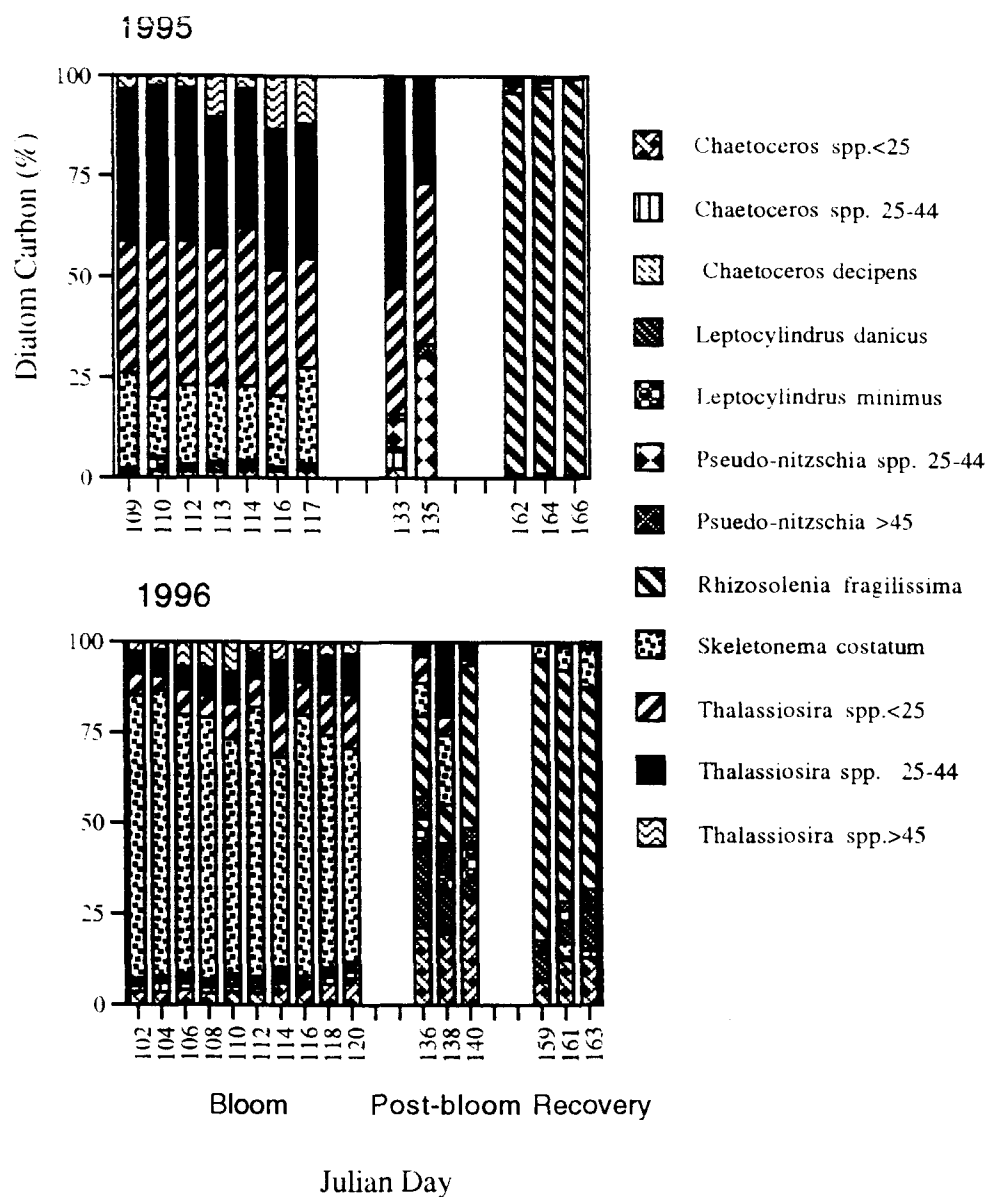 1995
Diatom Carbon (%)
100
75
50
25
0
109 110 112 113 114 116 117 133 135 162 164 166
Chaetoceros spp.<25
Chaetoceros spp. 25-44
Chaetoceros decipens
Leptocylindrus danicus
Leptocylindrus minimus
Pseudo-nitzschia spp. 25-44
Psuedo-nitzschia >45
Rhizosolenia fragilissima
Skeletonema costatum
Thalassiosira spp.<25
Thalassiosira spp. 25-44
Thalassiosira spp.>45
1996
100
75
50
25
0
102 104 106 108 110 112 114 116 118 120 136 138 140 159 161 163
Bloom Post-bloom Recovery
Julian Day